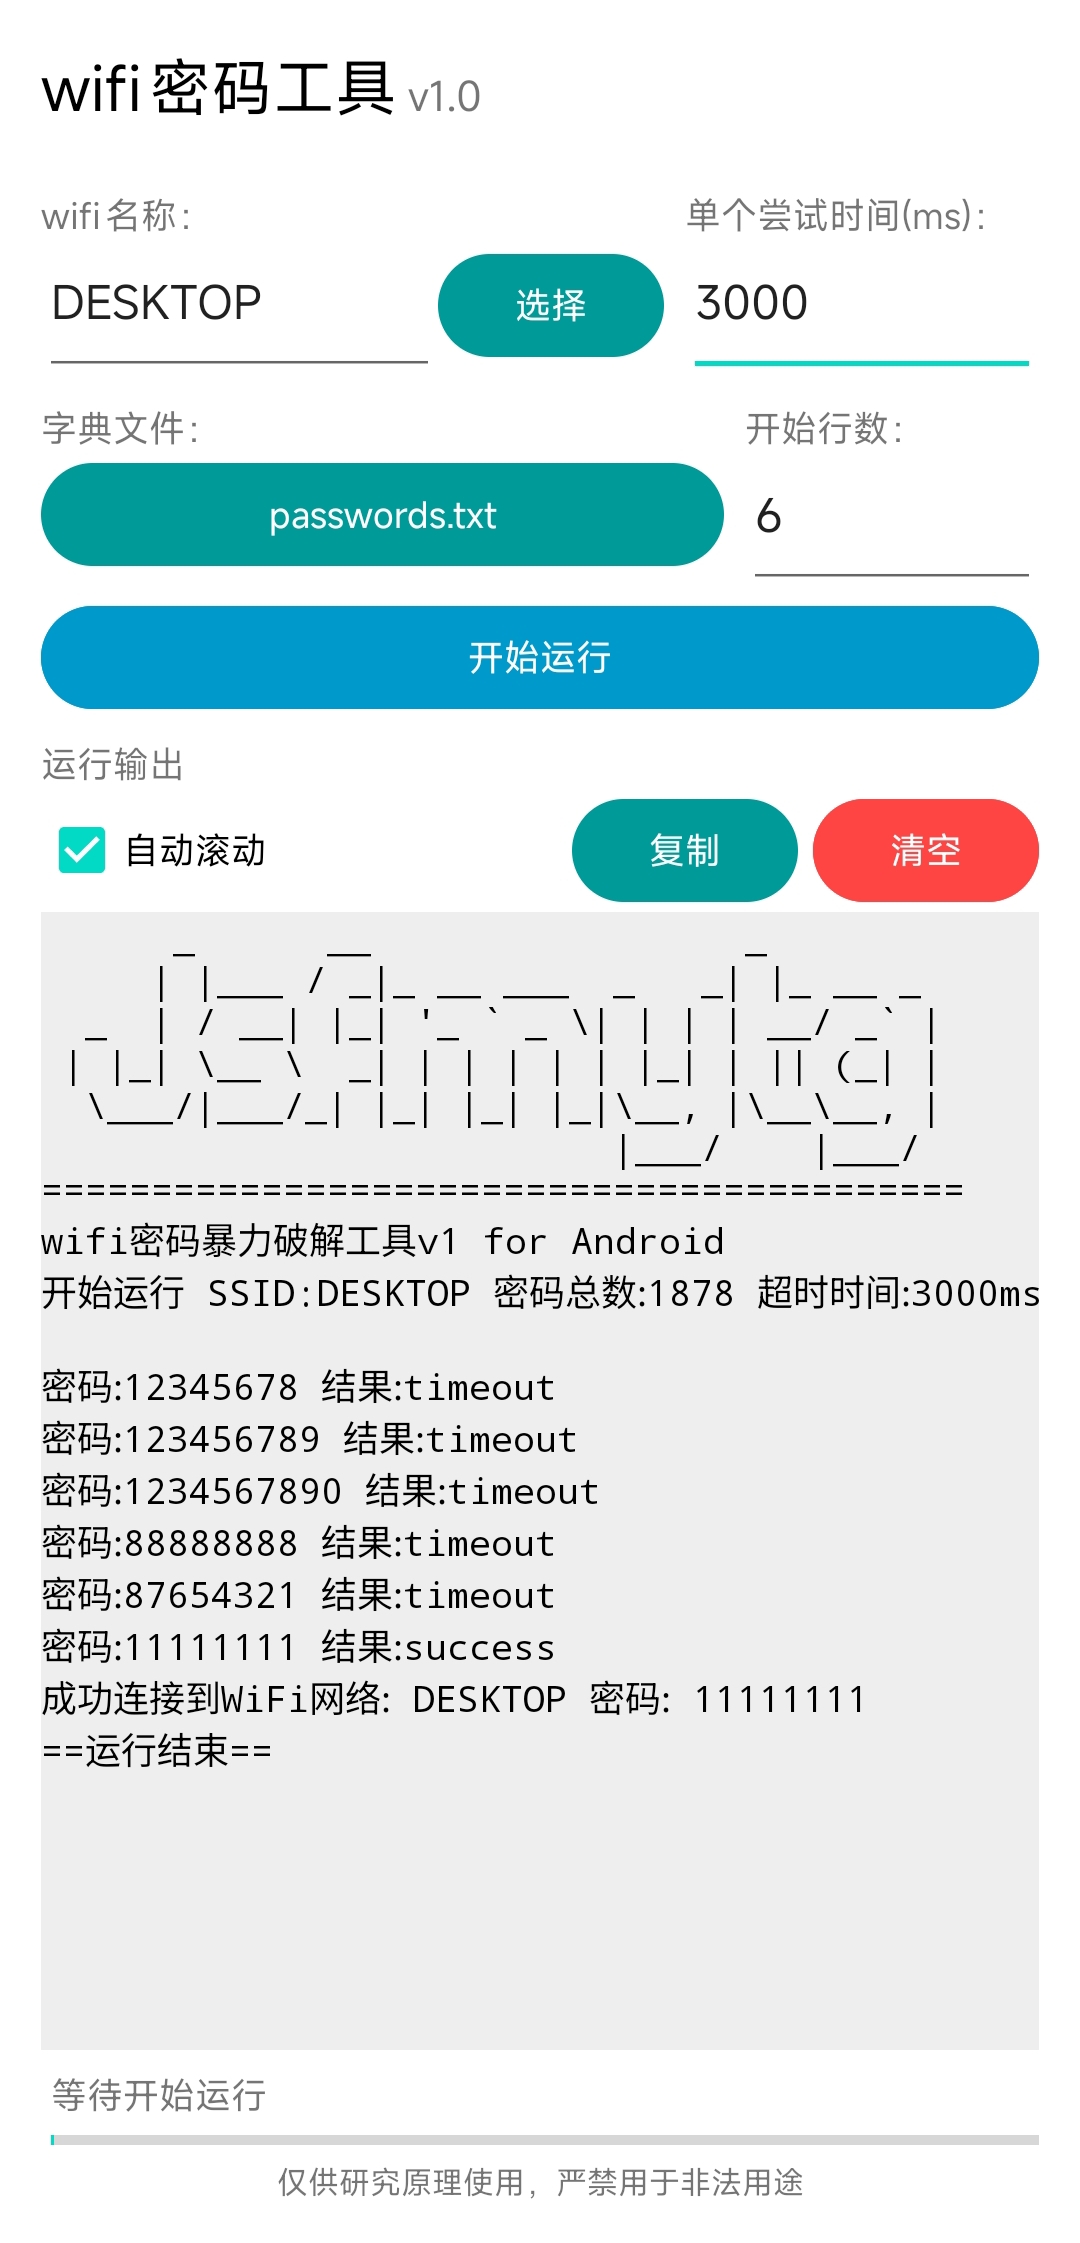 wifi密码工具 v1.0
wifi名称: 单个尝试时间(ms):
DESKTOP 选择 3000
字典文件: 开始行数:
passwords.txt 6
开始运行
运行输出
自动滚动 复制 清空
==========================================
wifi密码暴力破解工具v1 for Android
开始运行 SSID:DESKTOP 密码总数:1878 超时时间:3000ms
密码:12345678 结果:timeout
密码:123456789 结果:timeout
密码:1234567890 结果:timeout
密码:88888888 结果:timeout
密码:87654321 结果:timeout
密码:11111111 结果:success
成功连接到WiFi网络: DESKTOP 密码: 11111111
==运行结束==
等待开始运行
仅供研究原理使用，严禁用于非法用途